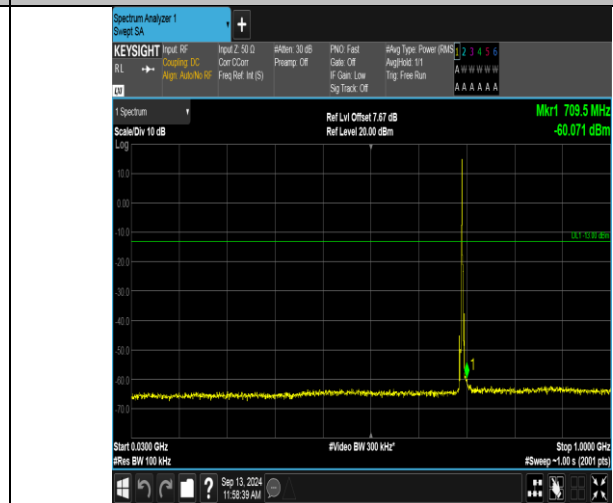 Spectrum Analyzer 1
Swept SA
+
KEYSIGHT Input: RF Input Z: 50 Ω #Atten: 30 dB PNO: Fast #Avg Type: Power (RMS 1 2 3 4 5 6
RL Coupling: DC Corr CCorr Preamp: Off Gate: Off Avg|Hold: 1/1
Align: Auto/No RF Freq Ref: Int (S) IF Gain: Low Trig: Free Run A W W W W W
Sig Track: Off A A A A A A
1 Spectrum Ref Lvl Offset 7.67 dB Mkr1 709.5 MHz
Scale/Div 10 dB Ref Level 20.00 dBm -60.071 dBm
Log
10.0
0.00
-10.0
DL1 -13.00 dBm
-20.0
-30.0
-40.0
-50.0
1
-60.0
-70.0
Start 0.0300 GHz #Video BW 300 kHz* Stop 1.0000 GHz
#Res BW 100 kHz #Sweep ~1.00 s (2001 pts)
? Sep 13, 2024
11:58:39 AM